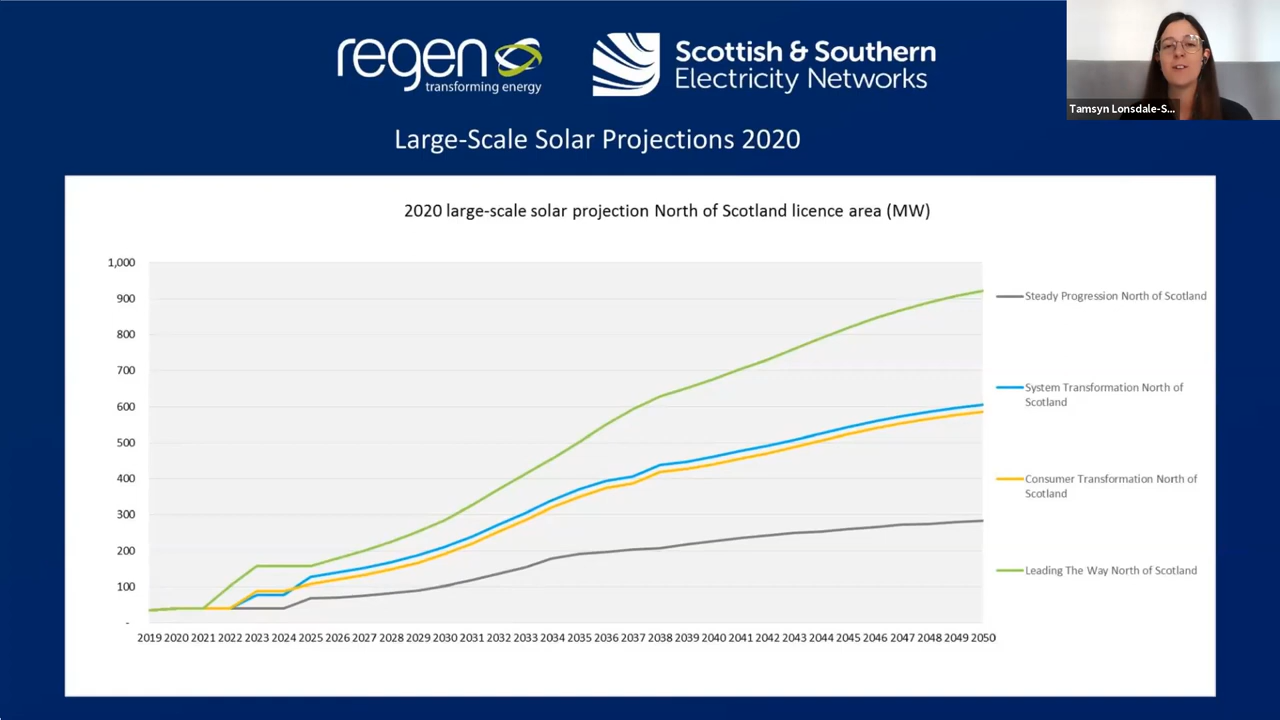 regen
transforming energy
Scottish & Southern
Electricity Networks
Tamsyn Lonsdale-S...
Large-Scale Solar Projections 2020
2020 large-scale solar projection North of Scotland licence area (MW)
1,000
900
800
700
600
500
400
300
200
100
-
2019 2020 2021 2022 2023 2024 2025 2026 2027 2028 2029 2030 2031 2032 2033 2034 2035 2036 2037 2038 2039 2040 2041 2042 2043 2044 2045 2046 2047 2048 2049 2050
Steady Progression North of Scotland
System Transformation North of
Scotland
Consumer Transformation North of
Scotland
Leading The Way North of Scotland